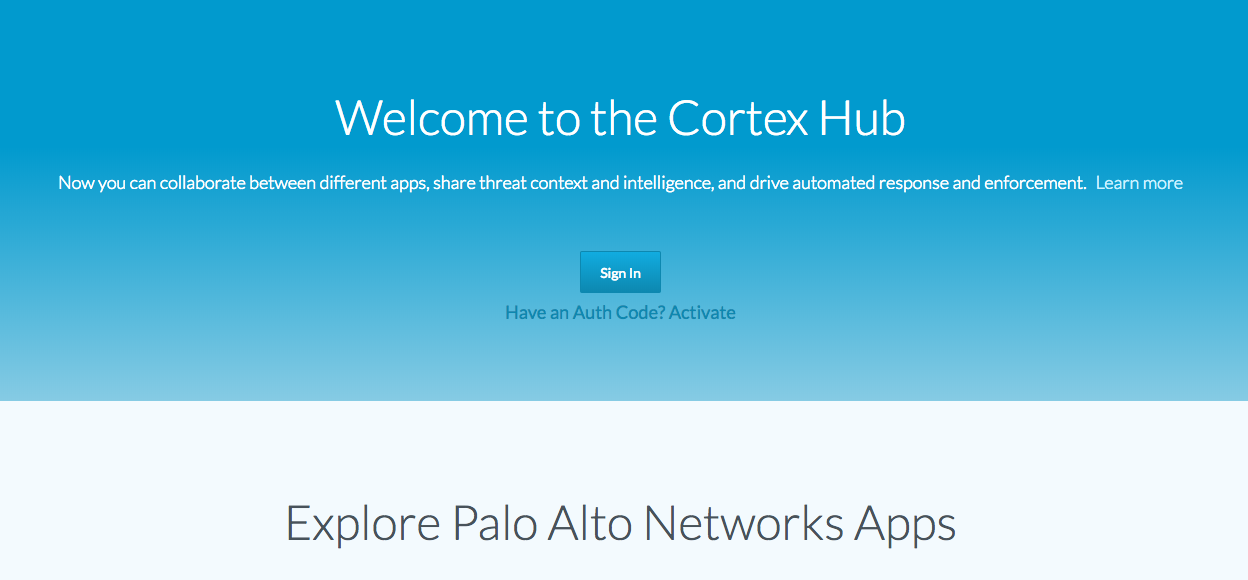 Welcome to the Cortex Hub
Now you can collaborate between different apps, share threat context and intelligence, and drive automated response and enforcement. Learn more
Sign In
Have an Auth Code? Activate
Explore Palo Alto Networks Apps